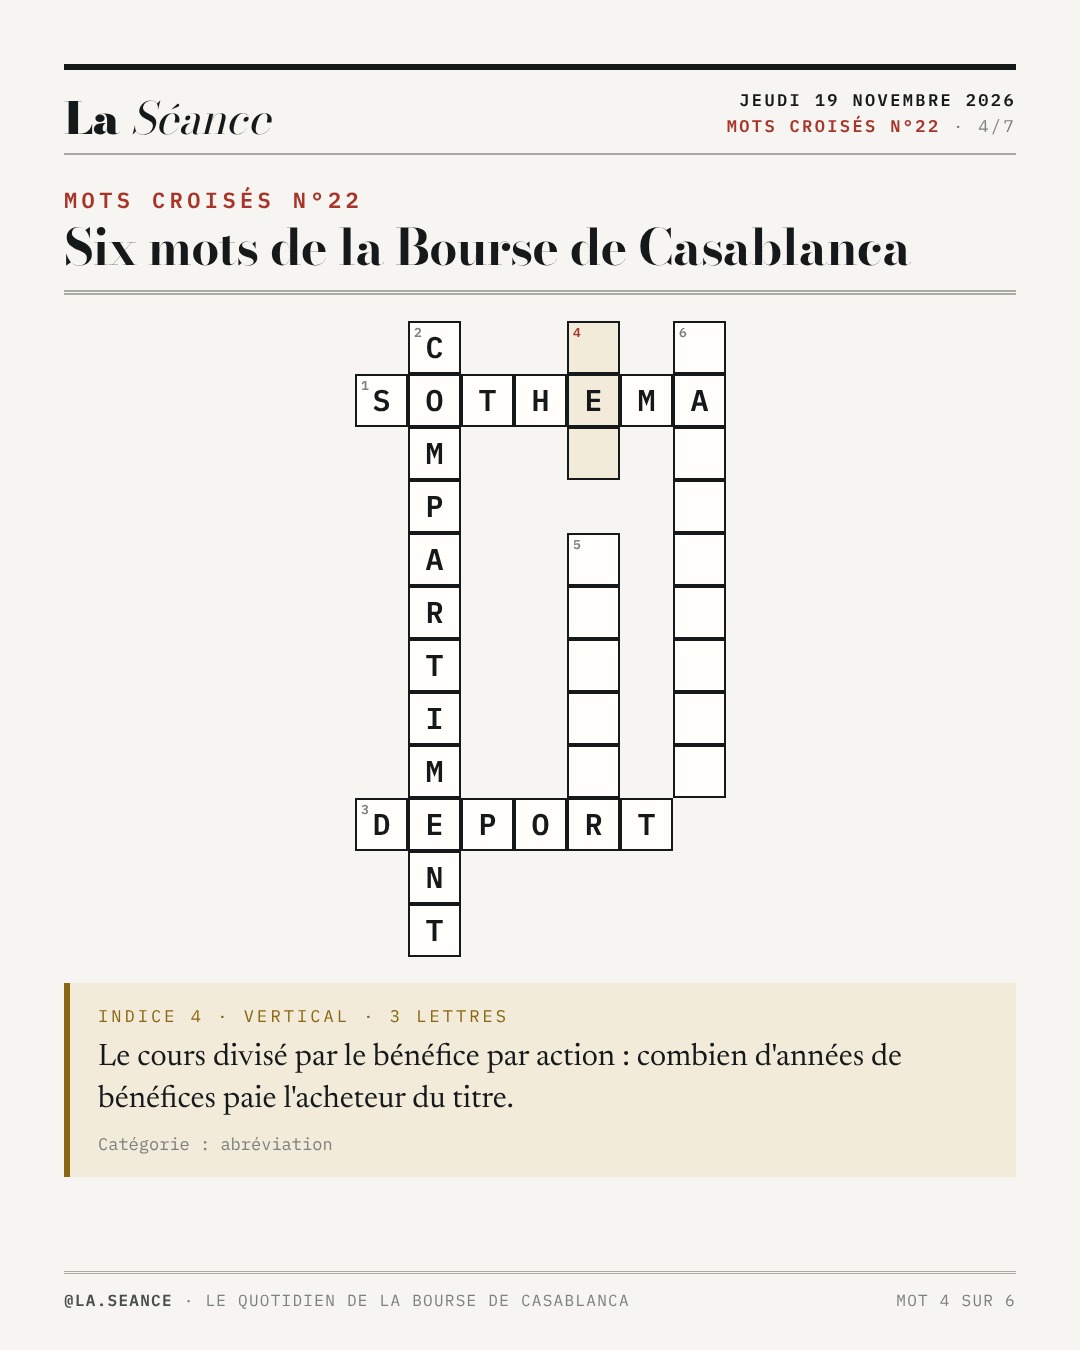 La Séance
JEUDI 19 NOVEMBRE 2026
MOTS CROISÉS N°22 · 4/7
MOTS CROISÉS N°22
Six mots de la Bourse de Casablanca
2 C 4 6
1 S O T H E M A
M
P
A 5
R
T
I
M
3 D E P O R T
N
T
INDICE 4 · VERTICAL · 3 LETTRES
Le cours divisé par le bénéfice par action : combien d'années de
bénéfices paie l'acheteur du titre.
Catégorie : abréviation
@LA.SEANCE · LE QUOTIDIEN DE LA BOURSE DE CASABLANCA
MOT 4 SUR 6